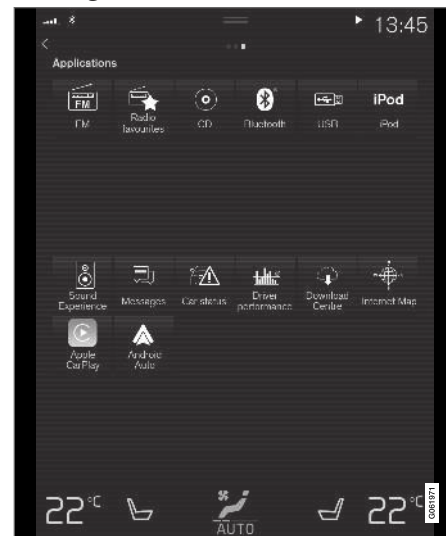 13:45
Applications
FM
FM
Radio
favourites
CD
Bluetooth
USB
iPod
iPod
Sound
Experience
Messages
Car status
Driver
performance
Download
Centre
Internet Map
Apple
CarPlay
Android
Auto
22°C
AUTO
22°C
G061971